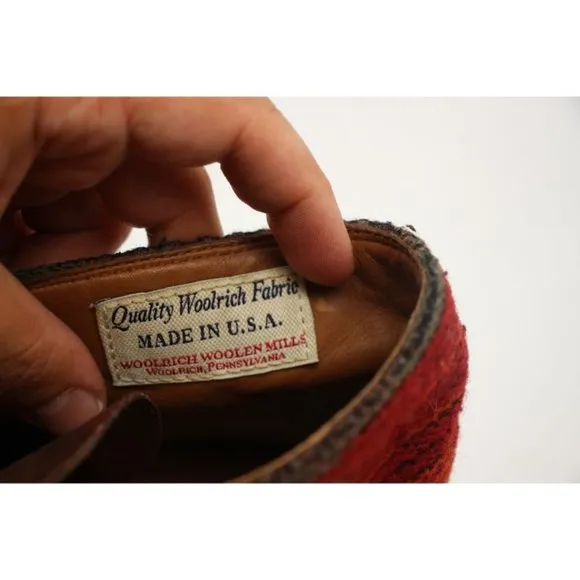 Quality Woolrich Fabric
MADE IN U.S.A.
WOOLRICH WOOLEN MILLS
WOOLRICH, PENNSYLVANIA